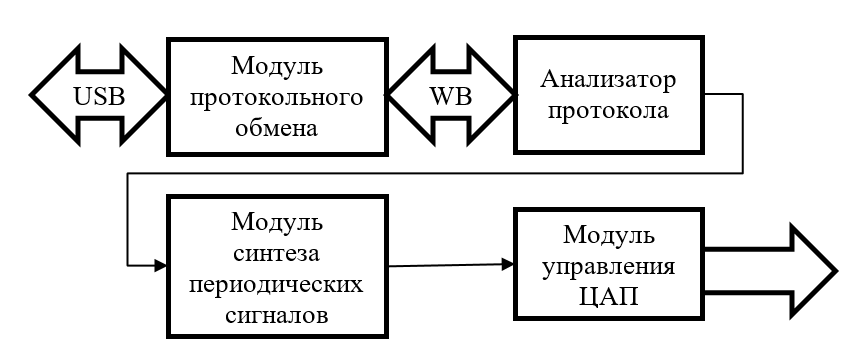 USB
Модуль
протокольного
обмена
WB
Анализатор
протокола
Модуль
синтеза
периодических
сигналов
Модуль
управления
ЦАП